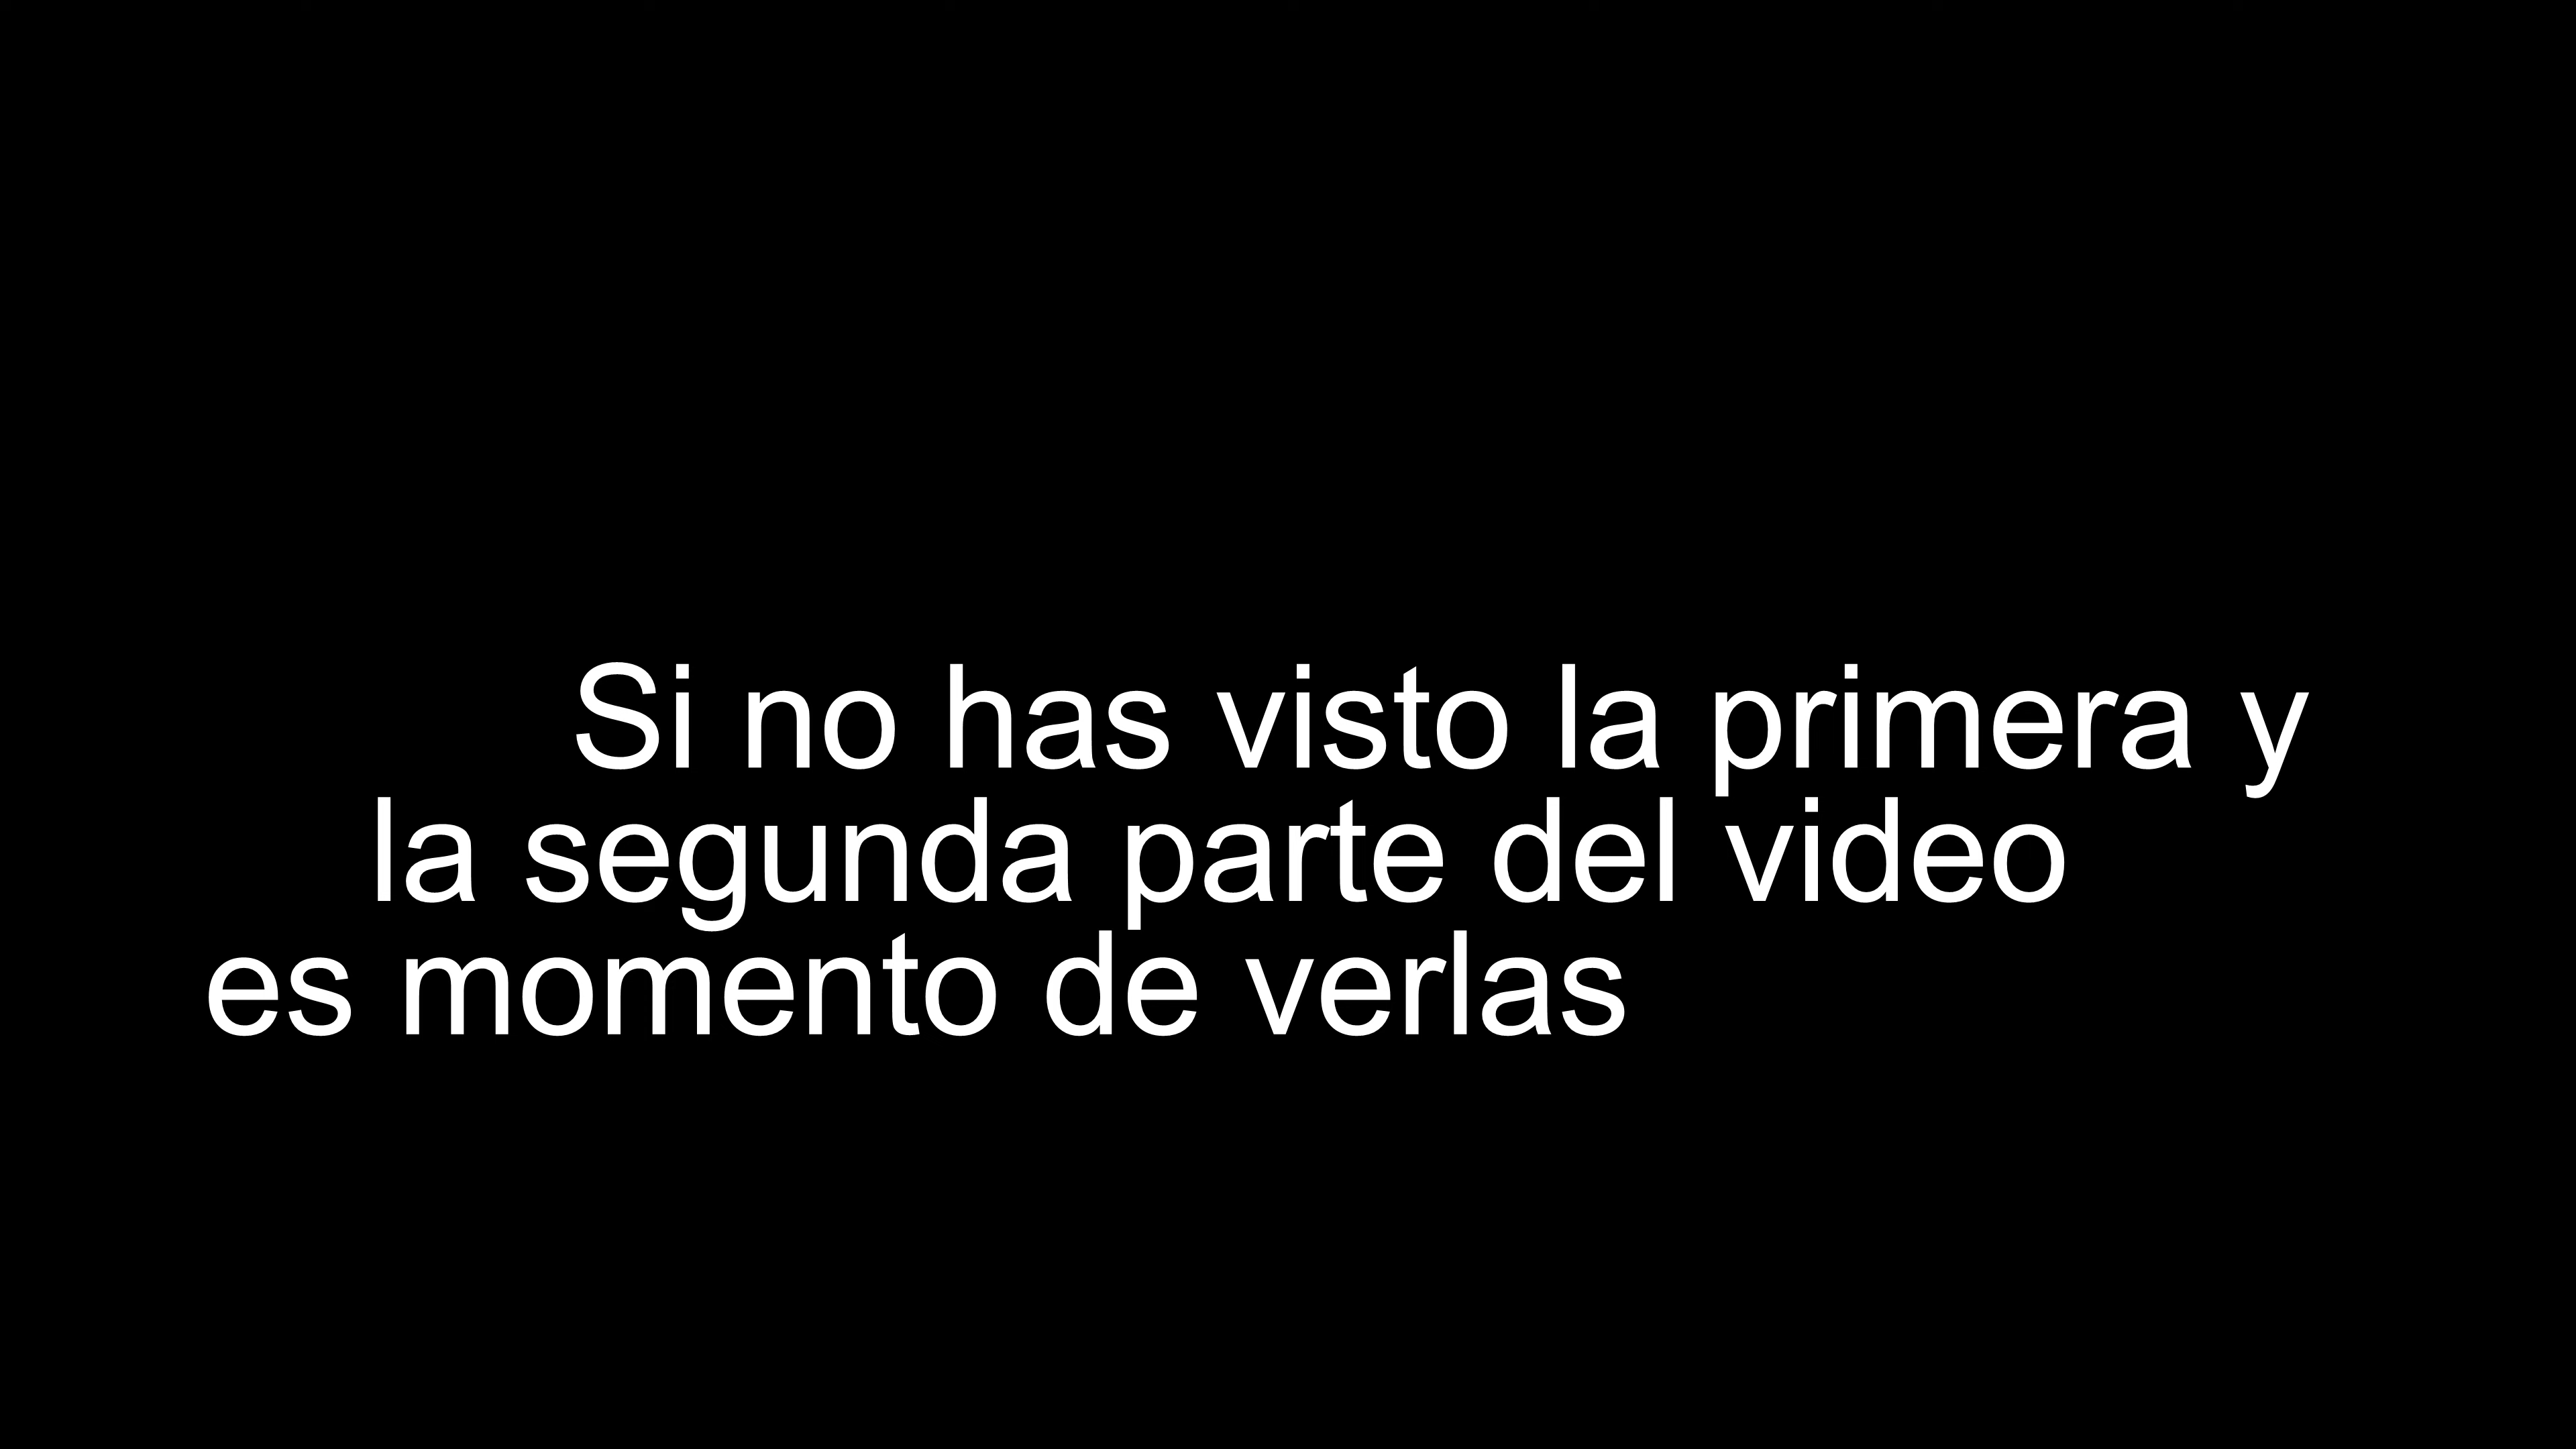 Si no has visto la primera y
la segunda parte del video
es momento de verlas